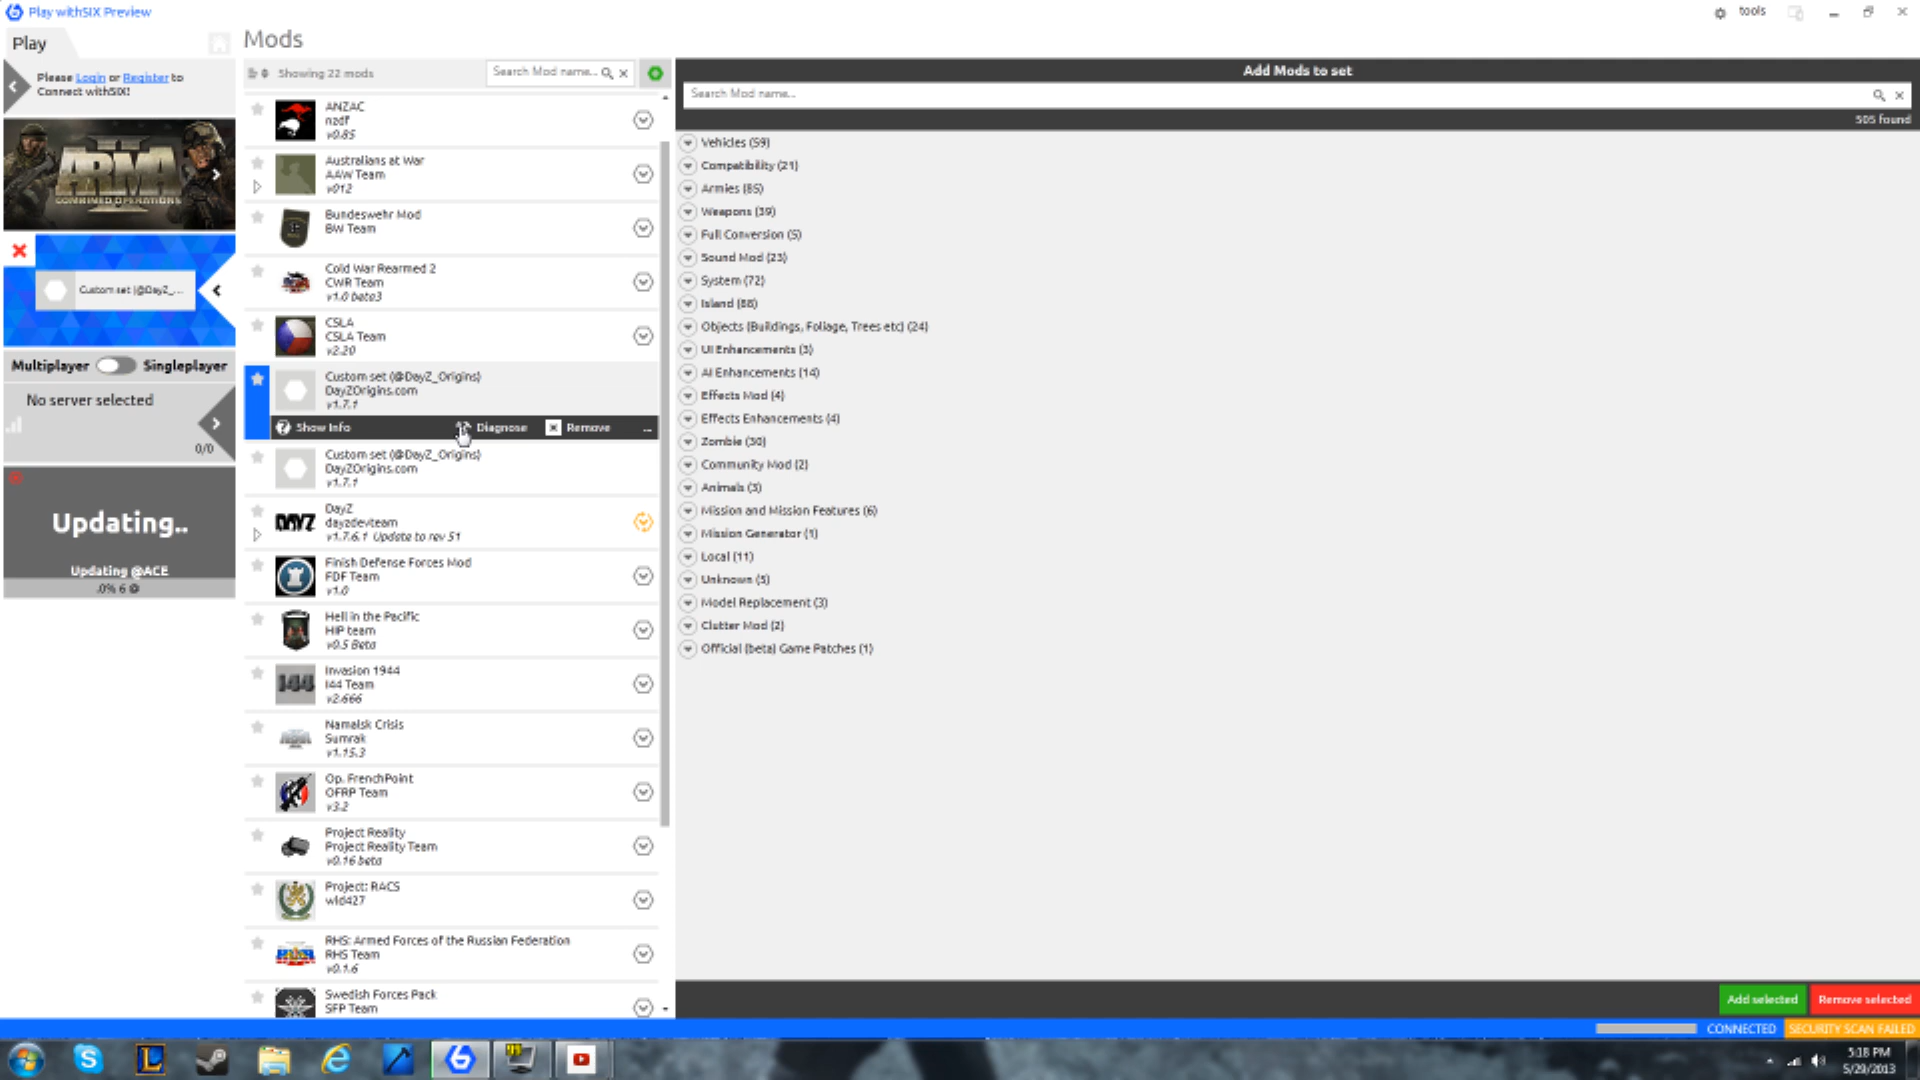 Play withSIX Preview
tools
Play
Please Login or Register to
Connect withSIX!
ARMA II
COMBINED OPERATIONS
Custom set (@DayZ_...
Multiplayer
Singleplayer
No server selected
0/0
Updating..
Updating @ACE
Mods
Showing 22 mods
Search Mod name...
ANZAC
nzdf
v0.85
Australians at War
AAW Team
v012
Bundeswehr Mod
BW Team
Cold War Rearmed 2
CWR Team
v1.0 beta3
CSLA
CSLA Team
v2.20
Custom set (@DayZ_Origins)
DayZOrigins.com
v1.7.1
Show Info
Diagnose
Remove
...
Custom set (@DayZ_Origins)
DayZOrigins.com
v1.7.1
DAYZ
DayZ
dayzdevteam
v1.7.6.1 Update to rev 51
Finish Defense Forces Mod
FDF Team
v1.0
Hell in the Pacific
HIP team
v0.5 Beta
I44
Invasion 1944
I44 Team
v2.666
Namalsk Crisis
Sumrak
v1.15.3
Op. FrenchPoint
OFRP Team
v3.2
Project Reality
Project Reality Team
v0.16 beta
Project: RACS
wld427
RHS: Armed Forces of the Russian Federation
RHS Team
v0.1.6
Swedish Forces Pack
SFP Team
Add Mods to set
Search Mod name...
505 found
Vehicles (59)
Compatibility (21)
Armies (85)
Weapons (39)
Full Conversion (5)
Sound Mod (23)
System (72)
Island (88)
Objects (Buildings, Foliage, Trees etc) (24)
UI Enhancements (3)
AI Enhancements (14)
Effects Mod (4)
Effects Enhancements (4)
Zombie (30)
Community Mod (2)
Animals (3)
Mission and Mission Features (6)
Mission Generator (1)
Local (11)
Unknown (5)
Model Replacement (3)
Clutter Mod (2)
Official (beta) Game Patches (1)
Add selected
Remove selected
CONNECTED
SECURITY SCAN FAILED
5:18 PM
5/29/2013